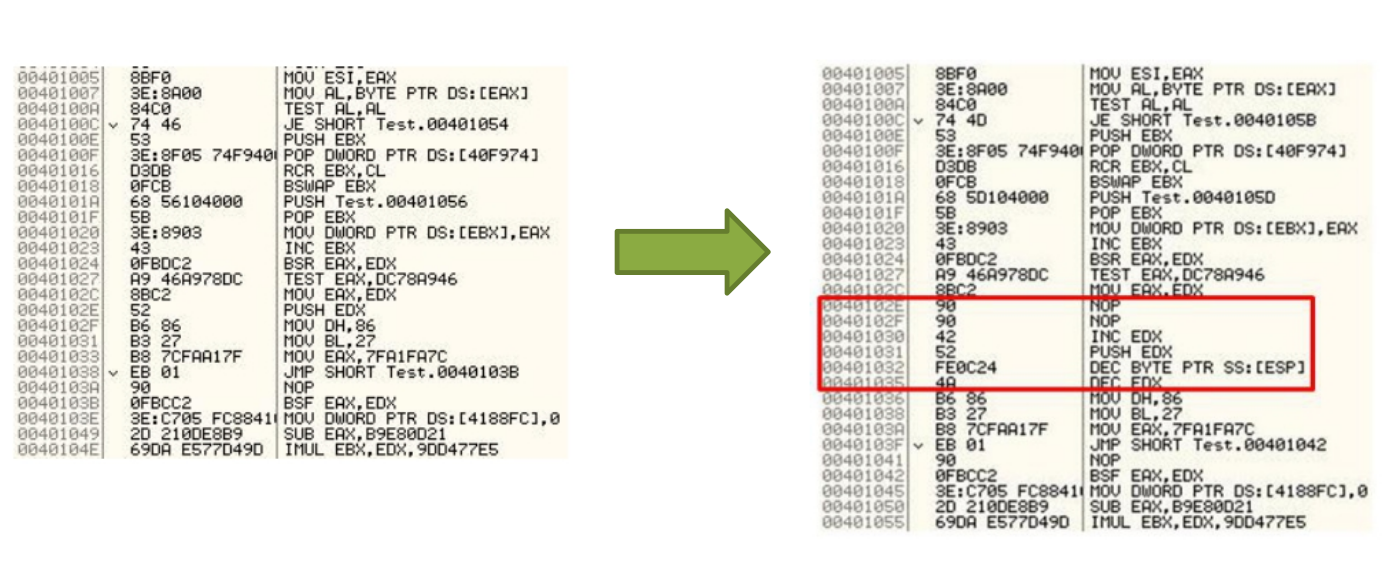 00401005 8BF0 MOV ESI,EAX
00401007 3E:8A00 MOV AL,BYTE PTR DS:[EAX]
0040100A 84C0 TEST AL,AL
0040100C 74 46 JE SHORT Test.00401054
0040100E 53 PUSH EBX
0040100F 3E:8F05 74F940 POP DWORD PTR DS:[40F974]
00401016 D3DB RCR EBX,CL
00401018 0FCB BSWAP EBX
0040101A 68 56104000 PUSH Test.00401056
0040101F 5B POP EBX
00401020 3E:8903 MOV DWORD PTR DS:[EBX],EAX
00401023 43 INC EBX
00401024 0FBDC2 BSR EAX,EDX
00401027 A9 46A978DC TEST EAX,DC78A946
0040102C 8BC2 MOV EAX,EDX
0040102E 52 PUSH EDX
0040102F B6 86 MOV DH,86
00401031 B3 27 MOV BL,27
00401033 B8 7CFAA17F MOV EAX,7FA1FA7C
00401038 EB 01 JMP SHORT Test.0040103B
0040103A 90 NOP
0040103B 0FBCC2 BSF EAX,EDX
0040103E 3E:C705 FC8841 MOV DWORD PTR DS:[4188FC],0
00401049 2D 210DE8B9 SUB EAX,B9E80D21
0040104E 69DA E577D49D IMUL EBX,EDX,9DD477E5
00401005 8BF0 MOV ESI,EAX
00401007 3E:8A00 MOV AL,BYTE PTR DS:[EAX]
0040100A 84C0 TEST AL,AL
0040100C 74 4D JE SHORT Test.0040105B
0040100E 53 PUSH EBX
0040100F 3E:8F05 74F940 POP DWORD PTR DS:[40F974]
00401016 D3DB RCR EBX,CL
00401018 0FCB BSWAP EBX
0040101A 68 5D104000 PUSH Test.0040105D
0040101F 5B POP EBX
00401020 3E:8903 MOV DWORD PTR DS:[EBX],EAX
00401023 43 INC EBX
00401024 0FBDC2 BSR EAX,EDX
00401027 A9 46A978DC TEST EAX,DC78A946
0040102C 8BC2 MOV EAX,EDX
0040102E 90 NOP
0040102F 90 NOP
00401030 42 INC EDX
00401031 52 PUSH EDX
00401032 FE0C24 DEC BYTE PTR SS:[ESP]
00401035 4A DEC EDX
00401036 B6 86 MOV DH,86
00401038 B3 27 MOV BL,27
0040103A B8 7CFAA17F MOV EAX,7FA1FA7C
0040103F EB 01 JMP SHORT Test.00401042
00401041 90 NOP
00401042 0FBCC2 BSF EAX,EDX
00401045 3E:C705 FC8841 MOV DWORD PTR DS:[4188FC],0
00401050 2D 210DE8B9 SUB EAX,B9E80D21
00401055 69DA E577D49D IMUL EBX,EDX,9DD477E5